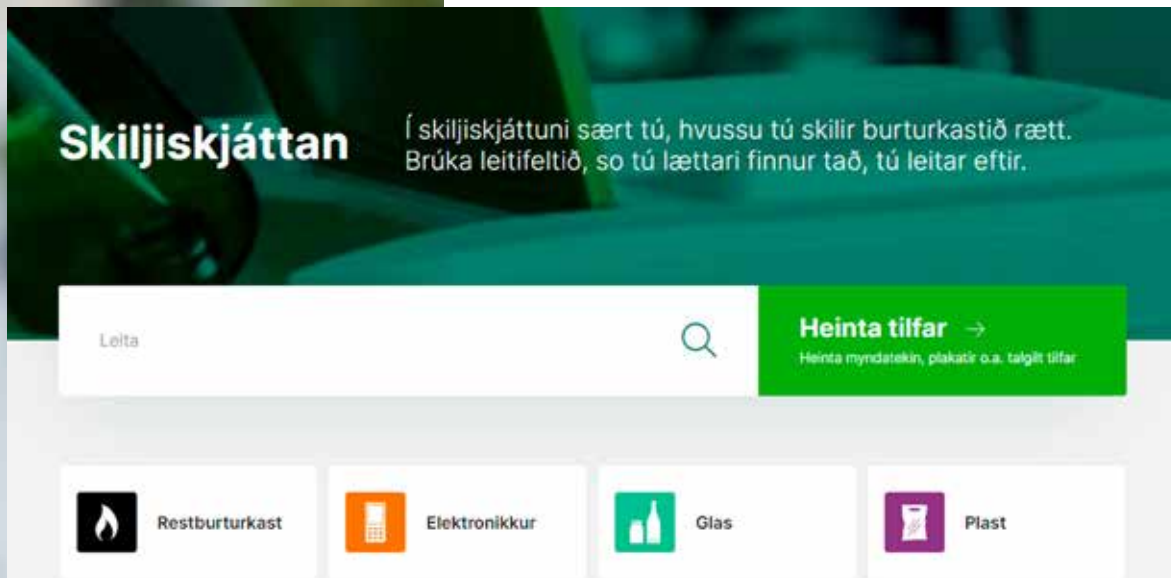 Skiljiskjáttan
Í skiljiskjáttuni sært tú, hvussu tú skilir burturkastið rætt.
Brúka leitifeltið, so tú lættari finnur tað, tú leitar eftir.
Leita
Heinta tilfar →
Heinta myndatekin, plakatir o.a. talgilt tilfar
Restburturkast
Elektronikkur
Glas
Plast